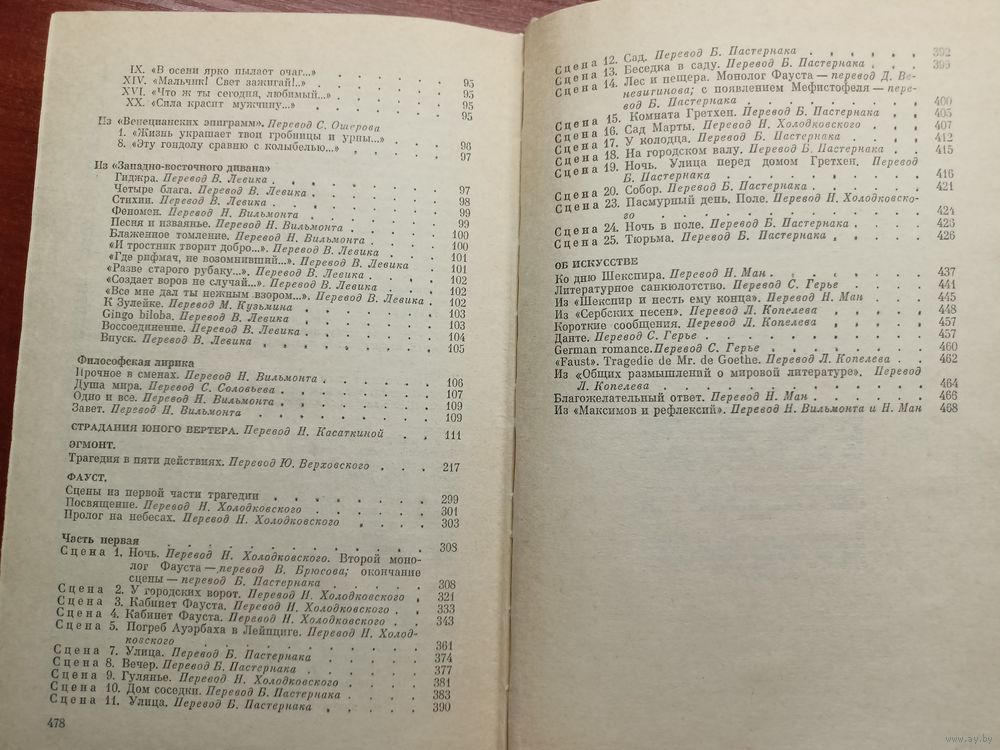 IX. «В осени ярко пылает очаг...» . . . . . .
XIV. «Мальчик! Свет зажигай!...» . . . . . . 95
XVI. «Что ж ты сегодня, любимый...» . . . . 95
XX. «Сила красит мужчину...» . . . . . . 95
95
Из «Венецианских эпиграмм». Перевод С. Ошерова
1. «Жизнь украшает твои гробницы и урны...» . . . 96
8. «Эту гондолу сравню с колыбелью...» . . . . 97
Из «Западно-восточного дивана»
Гиджра. Перевод В. Левика. . . . . . . 97
Четыре блага. Перевод В. Левика . . . . . 98
Стихии. Перевод В. Левика . . . . . . 99
Феномен. Перевод Н. Вильмонта . . . . . 99
Песня и изваянье. Перевод Н. Вильмонта . . . 100
Блаженное томление. Перевод Н. Вильмонта . . . 100
«И тростник творит добро...». Перевод В. Левика . . 101
«Где рифмач, не возомнивший...». Перевод В. Левика . 101
«Разве старого рубаку...». Перевод В. Левика . . . 102
«Создает воров не случай...». Перевод В. Левика . . 102
«Все мне дал ты нежным взором...». Перевод В. Левика . 102
К Зулейке. Перевод М. Кузьмина . . . . . 103
Gingo biloba. Перевод В. Левика . . . . . 103
Воссоединение. Перевод В. Левика . . . . . 104
Впуск. Перевод В. Левика . . . . . . 105
Философская лирика
Прочное в сменах. Перевод Н. Вильмонта . . . . 106
Душа мира. Перевод С. Соловьева . . . . . 107
Одно и все. Перевод Н. Вильмонта . . . . . 109
Завет. Перевод Н. Вильмонта . . . . . . 109
СТРАДАНИЯ ЮНОГО ВЕРТЕРА. Перевод Н. Касаткиной . . 111
ЭГМОНТ.
Трагедия в пяти действиях. Перевод Ю. Верховского . . . 217
ФАУСТ.
Сцены из первой части трагедии . . . . . . 299
Посвящение. Перевод Н. Холодковского . . . . . 301
Пролог на небесах. Перевод Н. Холодковского . . . . 303
Часть первая . . . . . . . . . . 308
Сцена 1. Ночь. Перевод Н. Холодковского. Второй моно-
лог Фауста — перевод В. Брюсова; окончание
сцены — перевод Б. Пастернака . . . . 308
Сцена 2. У городских ворот. Перевод Н. Холодковского . 321
Сцена 3. Кабинет Фауста. Перевод Н. Холодковского . . 333
Сцена 4. Кабинет Фауста. Перевод Н. Холодковского . . 343
Сцена 5. Погреб Ауэрбаха в Лейпциге. Перевод Н. Холод-
ковского . . . . . . . . 361
Сцена 7. Улица. Перевод Б. Пастернака . . . . 374
Сцена 8. Вечер. Перевод Б. Пастернака . . . . 377
Сцена 9. Гулянье. Перевод Н. Холодковского . . . 381
Сцена 10. Дом соседки. Перевод Б. Пастернака . . . 383
Сцена 11. Улица. Перевод Б. Пастернака . . . . 390
478
Сцена 12. Сад. Перевод Б. Пастернака . . . . . 392
Сцена 13. Беседка в саду. Перевод Б. Пастернака . . . 399
Сцена 14. Лес и пещера. Монолог Фауста — перевод Д. Ве-
невитинова; с появлением Мефистофеля — пере-
вод Б. Пастернака . . . . . . . 400
Сцена 15. Комната Гретхен. Перевод Б. Пастернака . . 405
Сцена 16. Сад Марты. Перевод Н. Холодковского . . . 407
Сцена 17. У колодца. Перевод Б. Пастернака . . . . 412
Сцена 18. На городском валу. Перевод Б. Пастернака . . 415
Сцена 19. Ночь. Улица перед домом Гретхен. Перевод
Б. Пастернака . . . . . . . 416
Сцена 20. Собор. Перевод Б. Пастернака . . . . . 421
Сцена 23. Пасмурный день. Поле. Перевод Н. Холодковско-
го . . . . . . . . . . 424
Сцена 24. Ночь в поле. Перевод Б. Пастернака . . . . 426
Сцена 25. Тюрьма. Перевод Б. Пастернака . . . . . 426
ОБ ИСКУССТВЕ
Ко дню Шекспира. Перевод Н. Ман . . . . . . 437
Литературное санкюлотство. Перевод С. Герье . . . . 441
Из «Шекспир и несть ему конца». Перевод Н. Ман . . . 445
Из «Сербских песен». Перевод Л. Копелева . . . . 448
Короткие сообщения. Перевод Л. Копелева . . . . 457
Данте. Перевод С. Герье . . . . . . . 457
German romance. Перевод С. Герье . . . . . . 460
«Faust». Tragedie de Mr. de Goethe. Перевод Л. Копелева . . 462
Из «Общих размышлений о мировой литературе». Перевод
Л. Копелева . . . . . . . . 464
Благожелательный ответ. Перевод Н. Ман . . . . . 466
Из «Максимов и рефлексий». Перевод Н. Вильмонта и Н. Ман 468
www.ay.by